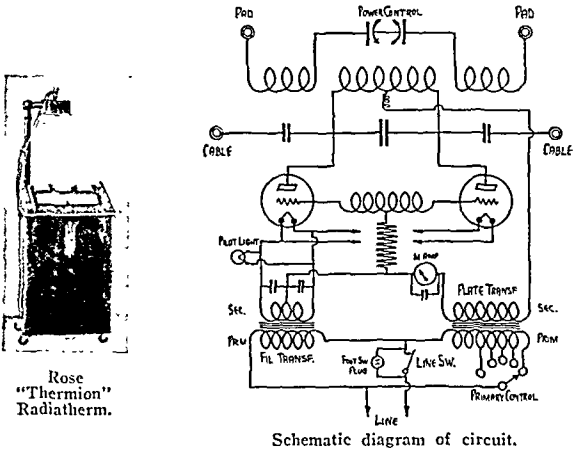 PAD
POWER CONTROL
PAD
CABLE
CABLE
PILOT LIGHT
M AMP
PLATE TRANSF.
SEC.
SEC.
PRIM
FIL TRANSF.
FOOT SW
PLUG
LINE SW.
PRIM
PRIMARY CONTROL
LINE
Rose
"Thermion"
Radiatherm.
Schematic diagram of circuit.